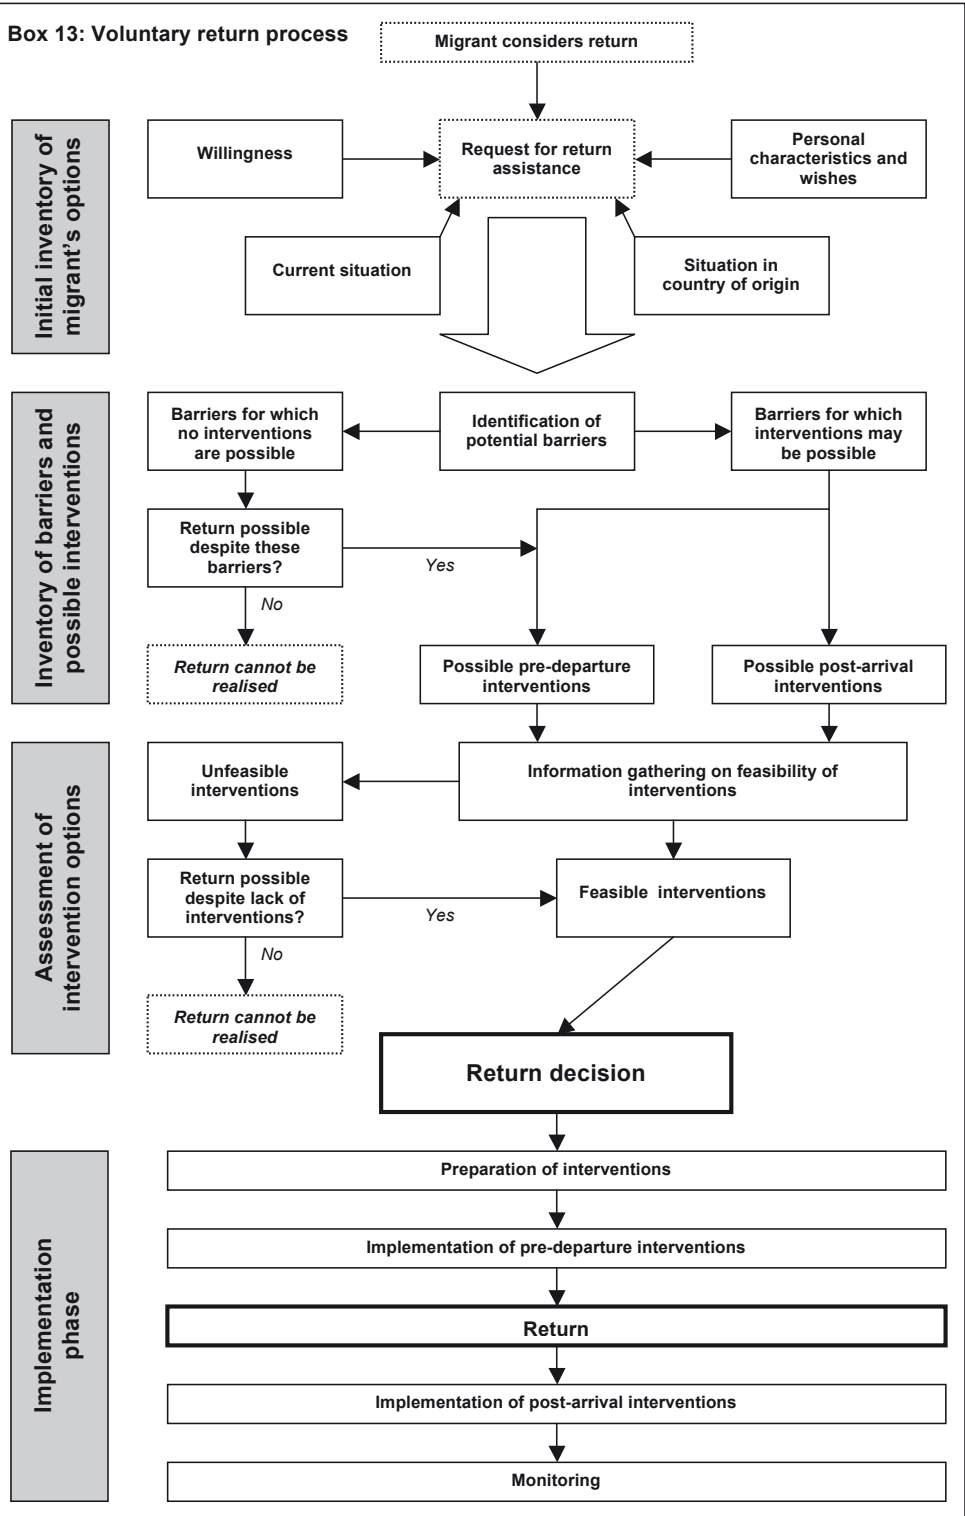 Box 13: Voluntary return process
Migrant considers return
Initial inventory of
migrant's options
Willingness
Request for return
assistance
Personal
characteristics and
wishes
Current situation
Situation in
country of origin
Inventory of barriers and
possible interventions
Barriers for which
no interventions
are possible
Identification of
potential barriers
Barriers for which
interventions may
be possible
Return possible
despite these
barriers?
Yes
No
Return cannot be
realised
Possible pre-departure
interventions
Possible post-arrival
interventions
Assessment of
intervention options
Unfeasible
interventions
Information gathering on feasibility of
interventions
Return possible
despite lack of
interventions?
Yes
Feasible interventions
No
Return cannot be
realised
Return decision
Implementation
phase
Preparation of interventions
Implementation of pre-departure interventions
Return
Implementation of post-arrival interventions
Monitoring